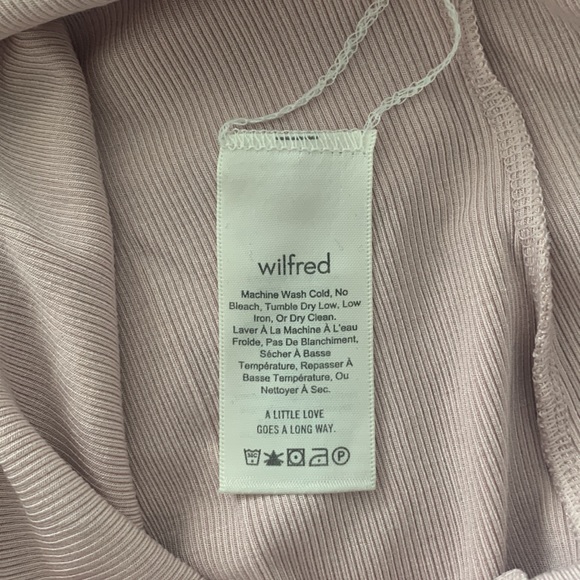 wilfred
Machine Wash Cold, No
Bleach, Tumble Dry Low, Low
Iron, Or Dry Clean.
Laver À La Machine À L'eau
Froide, Pas De Blanchiment,
Sécher À Basse
Température, Repasser À
Basse Température, Ou
Nettoyer À Sec.
A LITTLE LOVE
GOES A LONG WAY.
P